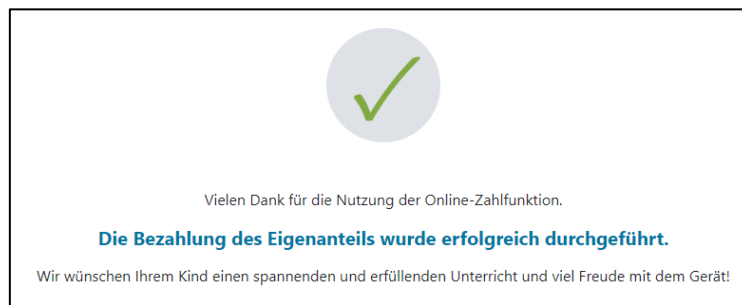 Vielen Dank für die Nutzung der Online-Zahlfunktion.
Die Bezahlung des Eigenanteils wurde erfolgreich durchgeführt.
Wir wünschen Ihrem Kind einen spannenden und erfüllenden Unterricht und viel Freude mit dem Gerät!